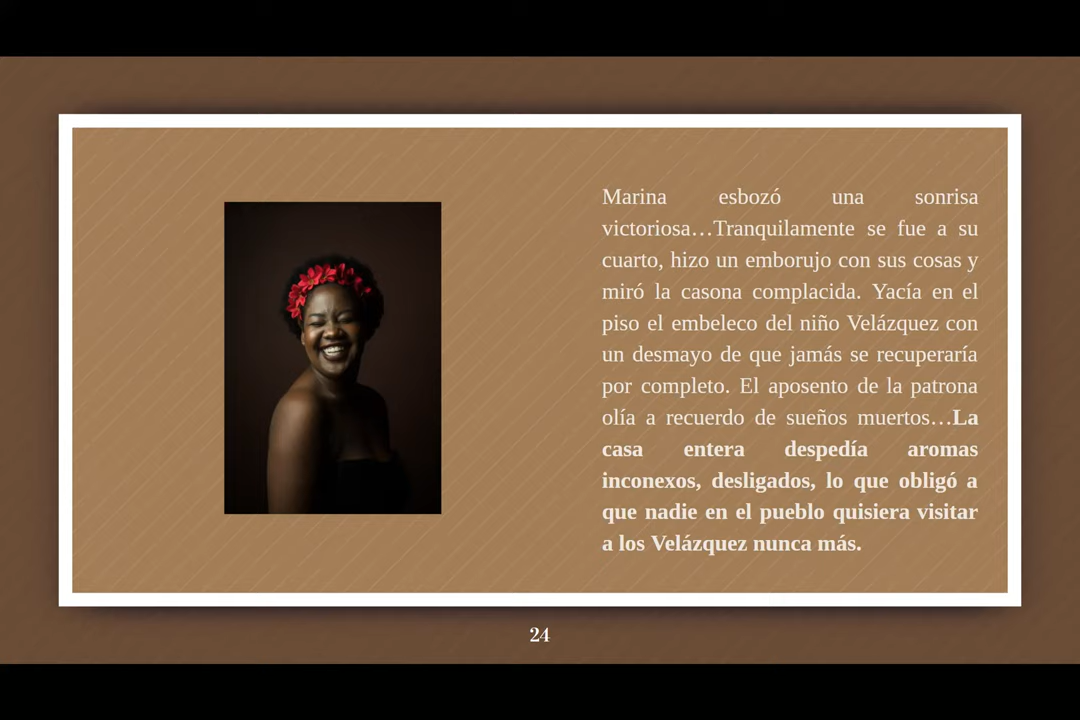 Marina esbozó una sonrisa
victoriosa…Tranquilamente se fue a su
cuarto, hizo un emborujo con sus cosas y
miró la casona complacida. Yacía en el
piso el embeleco del niño Velázquez con
un desmayo de que jamás se recuperaría
por completo. El aposento de la patrona
olía a recuerdo de sueños muertos…La
casa entera despedía aromas
inconexos, desligados, lo que obligó a
que nadie en el pueblo quisiera visitar
a los Velázquez nunca más.
24